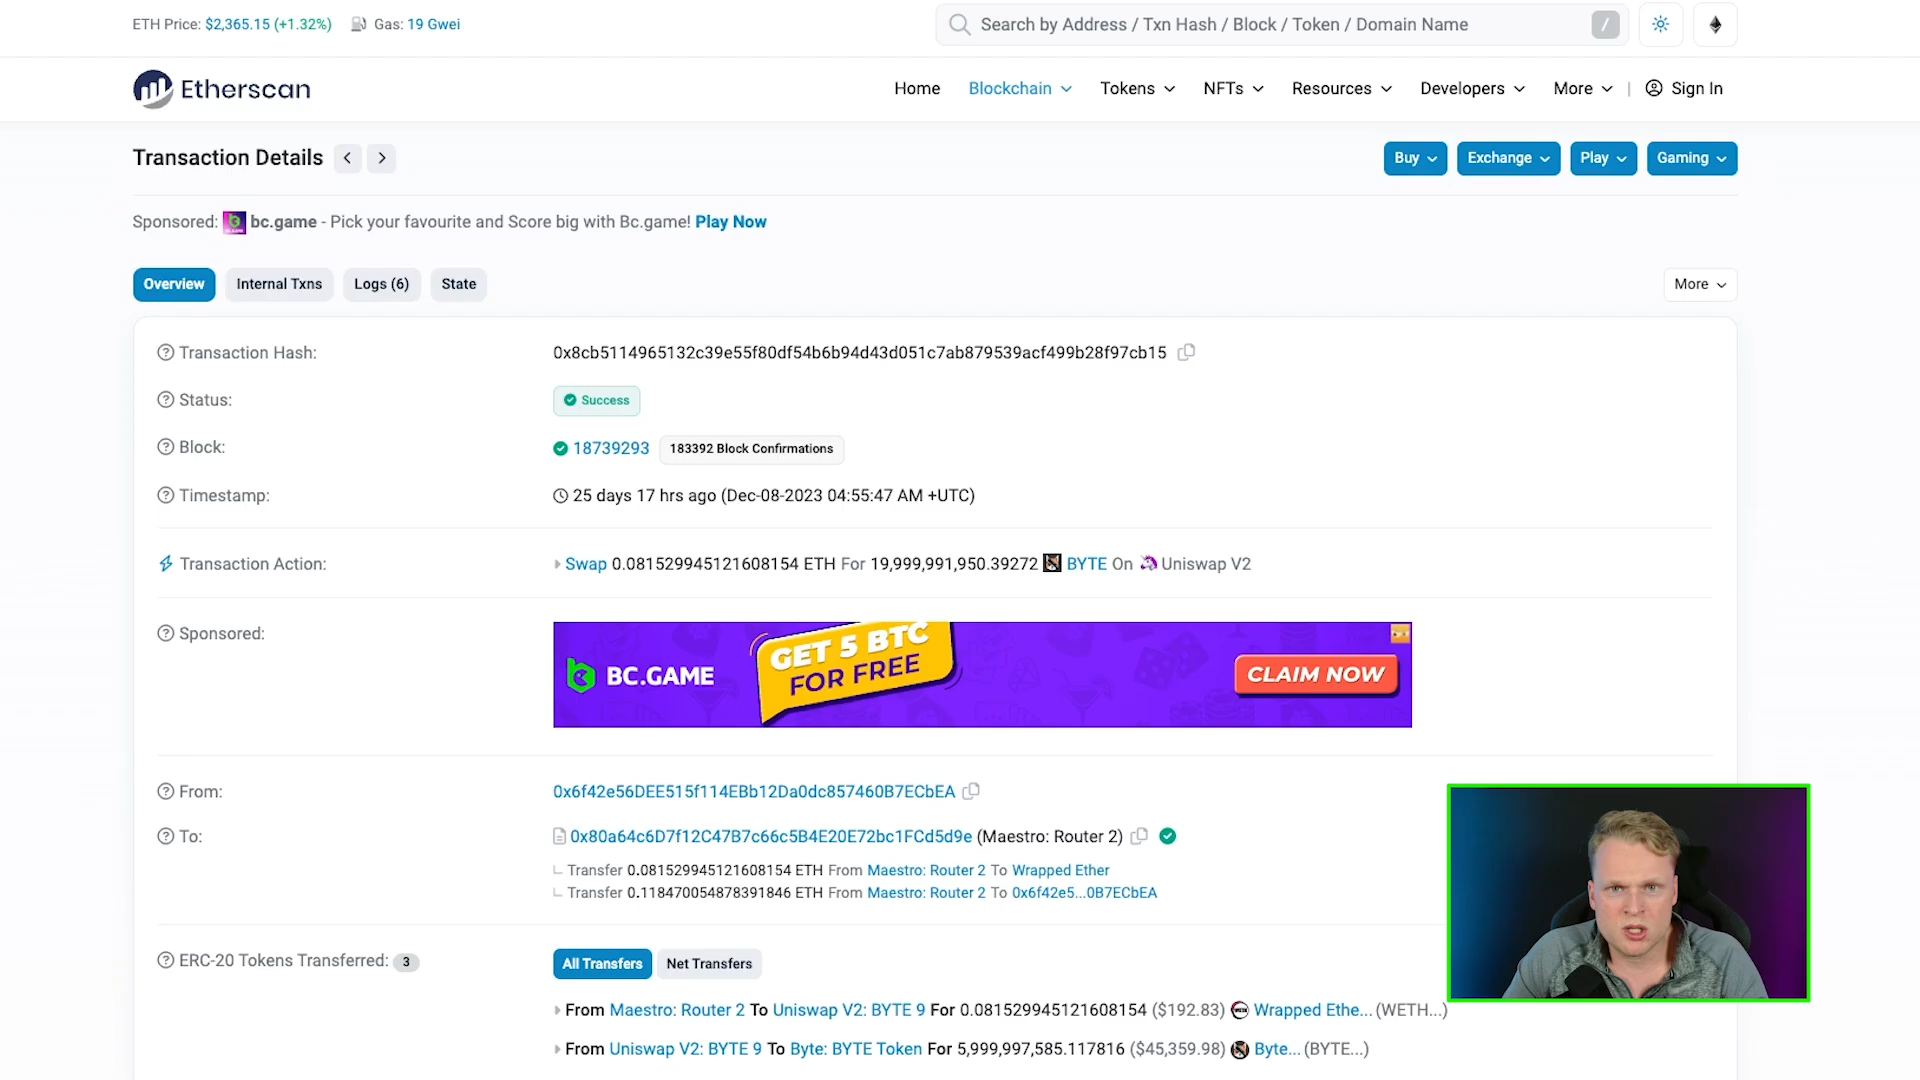 ETH Price: $2,365.15 (+1.32%) Gas: 19 Gwei
Search by Address / Txn Hash / Block / Token / Domain Name /
Etherscan
Home Blockchain Tokens NFTs Resources Developers More | Sign In
Transaction Details
Buy Exchange Play Gaming
Sponsored: bc.game - Pick your favourite and Score big with Bc.game! Play Now
Overview Internal Txns Logs (6) State More
Transaction Hash: 0x8cb5114965132c39e55f80df54b6b94d43d051c7ab879539acf499b28f97cb15
Status: Success
Block: 18739293 183392 Block Confirmations
Timestamp: 25 days 17 hrs ago (Dec-08-2023 04:55:47 AM +UTC)
Transaction Action: Swap 0.081529945121608154 ETH For 19,999,991,950.39272 BYTE On Uniswap V2
Sponsored:
BC.GAME
GET 5 BTC
FOR FREE
CLAIM NOW
From: 0x6f42e56DEE515f114EBb12Da0dc857460B7ECbEA
To: 0x80a64c6D7f12C47B7c66c5B4E20E72bc1FCd5d9e (Maestro: Router 2)
Transfer 0.081529945121608154 ETH From Maestro: Router 2 To Wrapped Ether
Transfer 0.118470054878391846 ETH From Maestro: Router 2 To 0x6f42e5...0B7ECbEA
ERC-20 Tokens Transferred: 3
All Transfers Net Transfers
From Maestro: Router 2 To Uniswap V2: BYTE 9 For 0.081529945121608154 ($192.83) Wrapped Ethe... (WETH...)
From Uniswap V2: BYTE 9 To Byte: BYTE Token For 5,999,997,585.117816 ($45,359.98) Byte... (BYTE...)